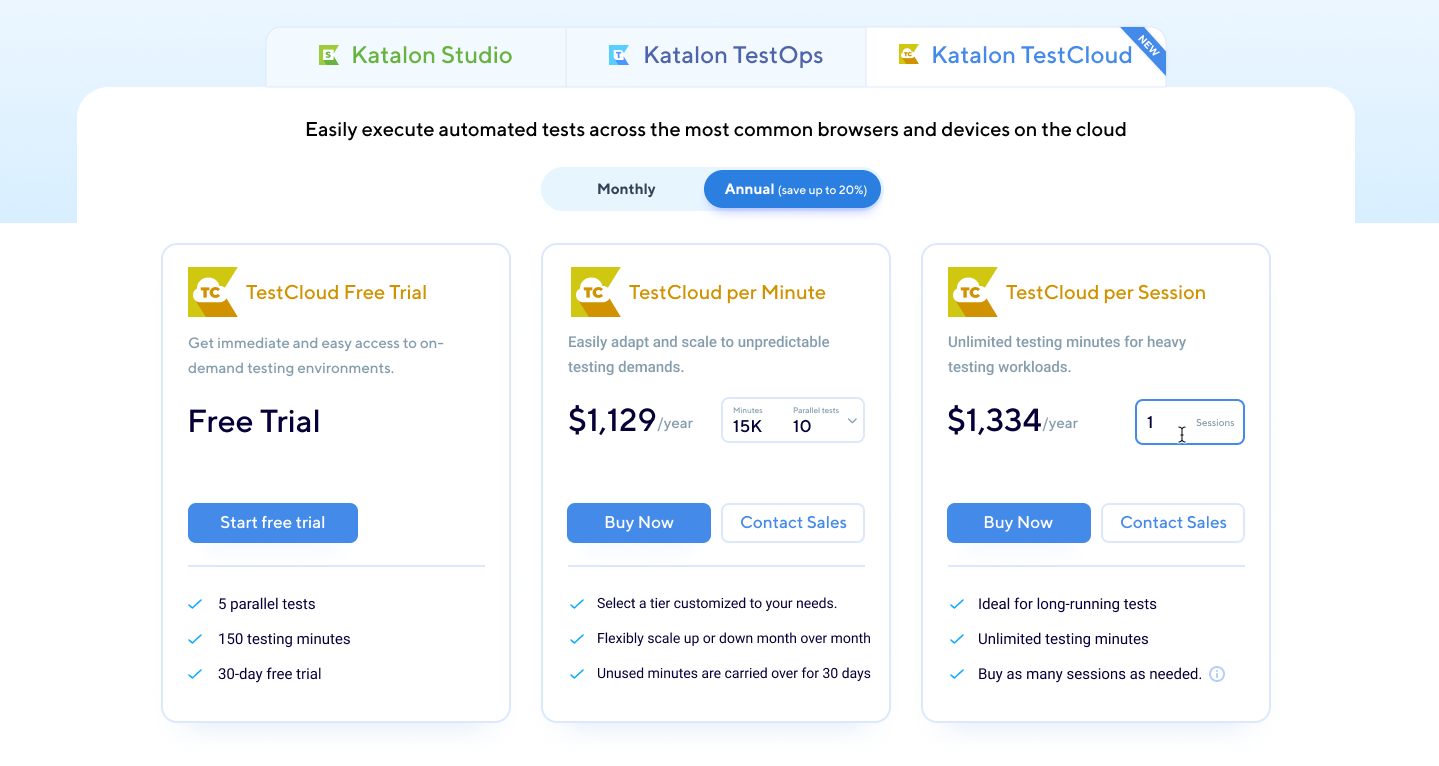 S Katalon Studio
T Katalon TestOps
TC Katalon TestCloud
NEW
Easily execute automated tests across the most common browsers and devices on the cloud
Monthly
Annual (save up to 20%)
TC TestCloud Free Trial
Get immediate and easy access to on-
demand testing environments.
Free Trial
Start free trial
5 parallel tests
150 testing minutes
30-day free trial
TC TestCloud per Minute
Easily adapt and scale to unpredictable
testing demands.
$1,129/year
Minutes Parallel tests
15K 10
Buy Now Contact Sales
Select a tier customized to your needs.
Flexibly scale up or down month over month
Unused minutes are carried over for 30 days
TC TestCloud per Session
Unlimited testing minutes for heavy
testing workloads.
$1,334/year
1 Sessions
Buy Now Contact Sales
Ideal for long-running tests
Unlimited testing minutes
Buy as many sessions as needed.